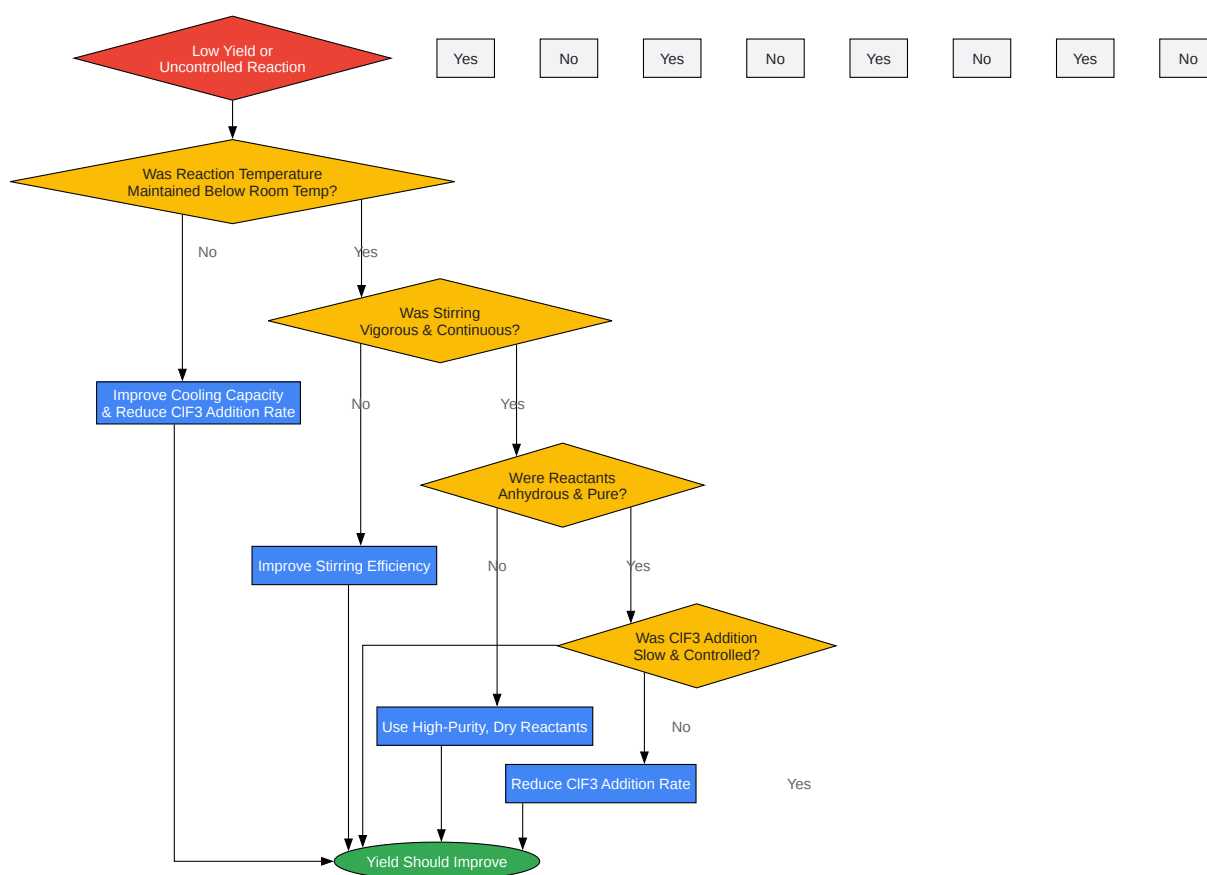 Low Yield or
Uncontrolled Reaction
Yes
No
Yes
No
Yes
No
Yes
No
Was Reaction Temperature
Maintained Below Room Temp?
No
Yes
Was Stirring
Vigorous & Continuous?
Improve Cooling Capacity
& Reduce ClF3 Addition Rate
No
Yes
Were Reactants
Anhydrous & Pure?
Improve Stirring Efficiency
No
Yes
Was ClF3 Addition
Slow & Controlled?
Use High-Purity, Dry Reactants
No
Reduce ClF3 Addition Rate
Yes
Yield Should Improve